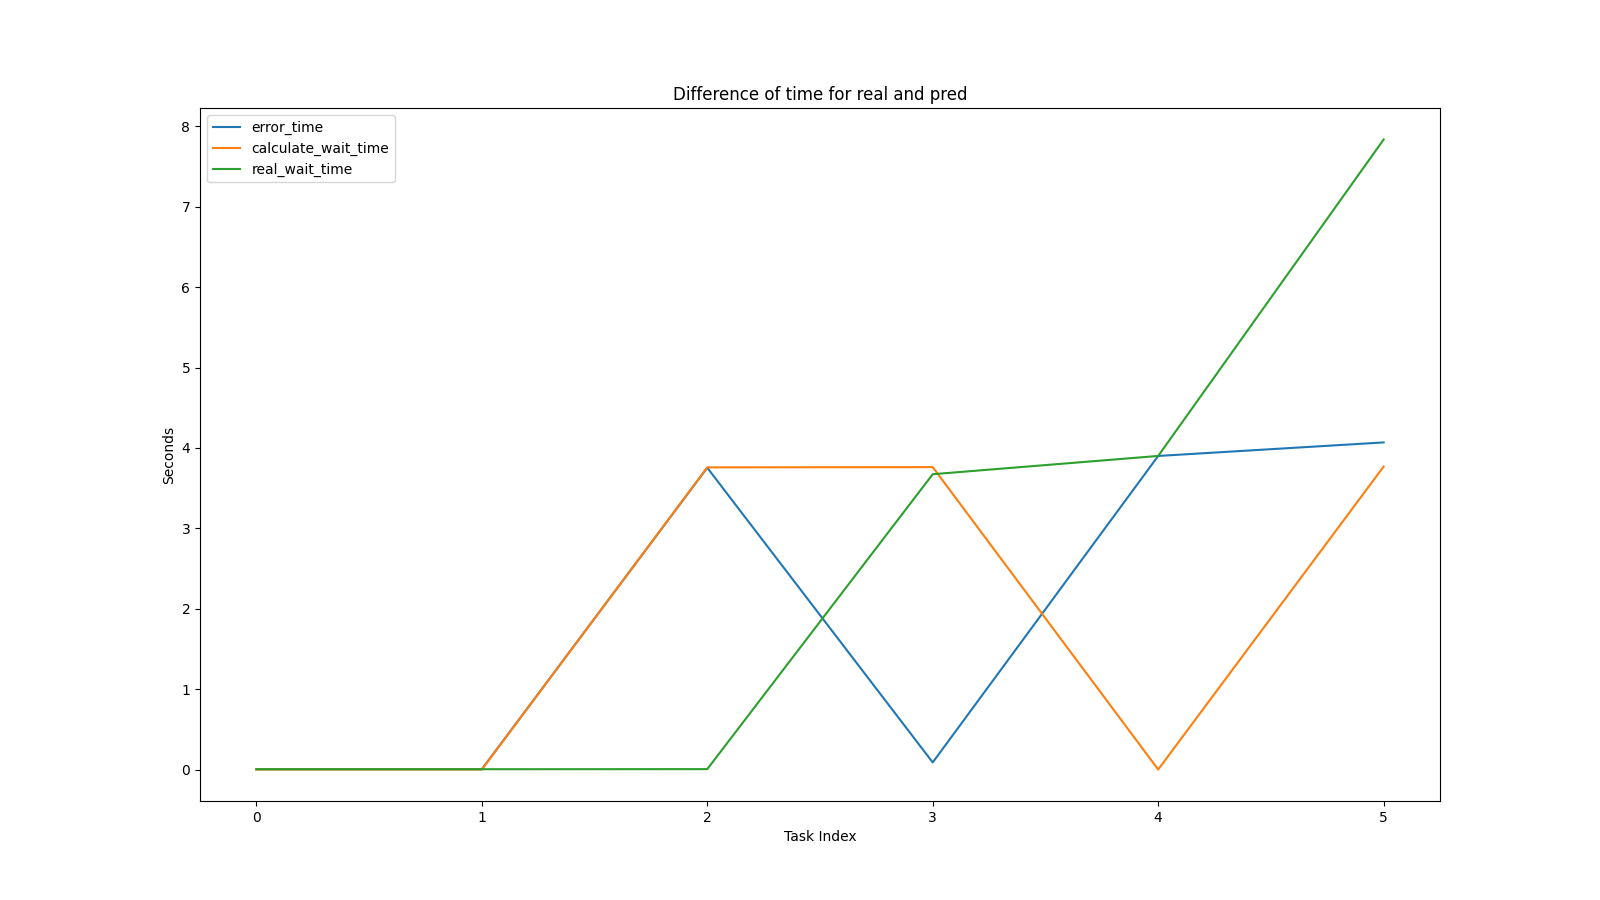 Difference of time for real and pred
error_time
calculate_wait_time
real_wait_time
8
7
6
5
4
3
2
1
0
Seconds
0 1 2 3 4 5
Task Index